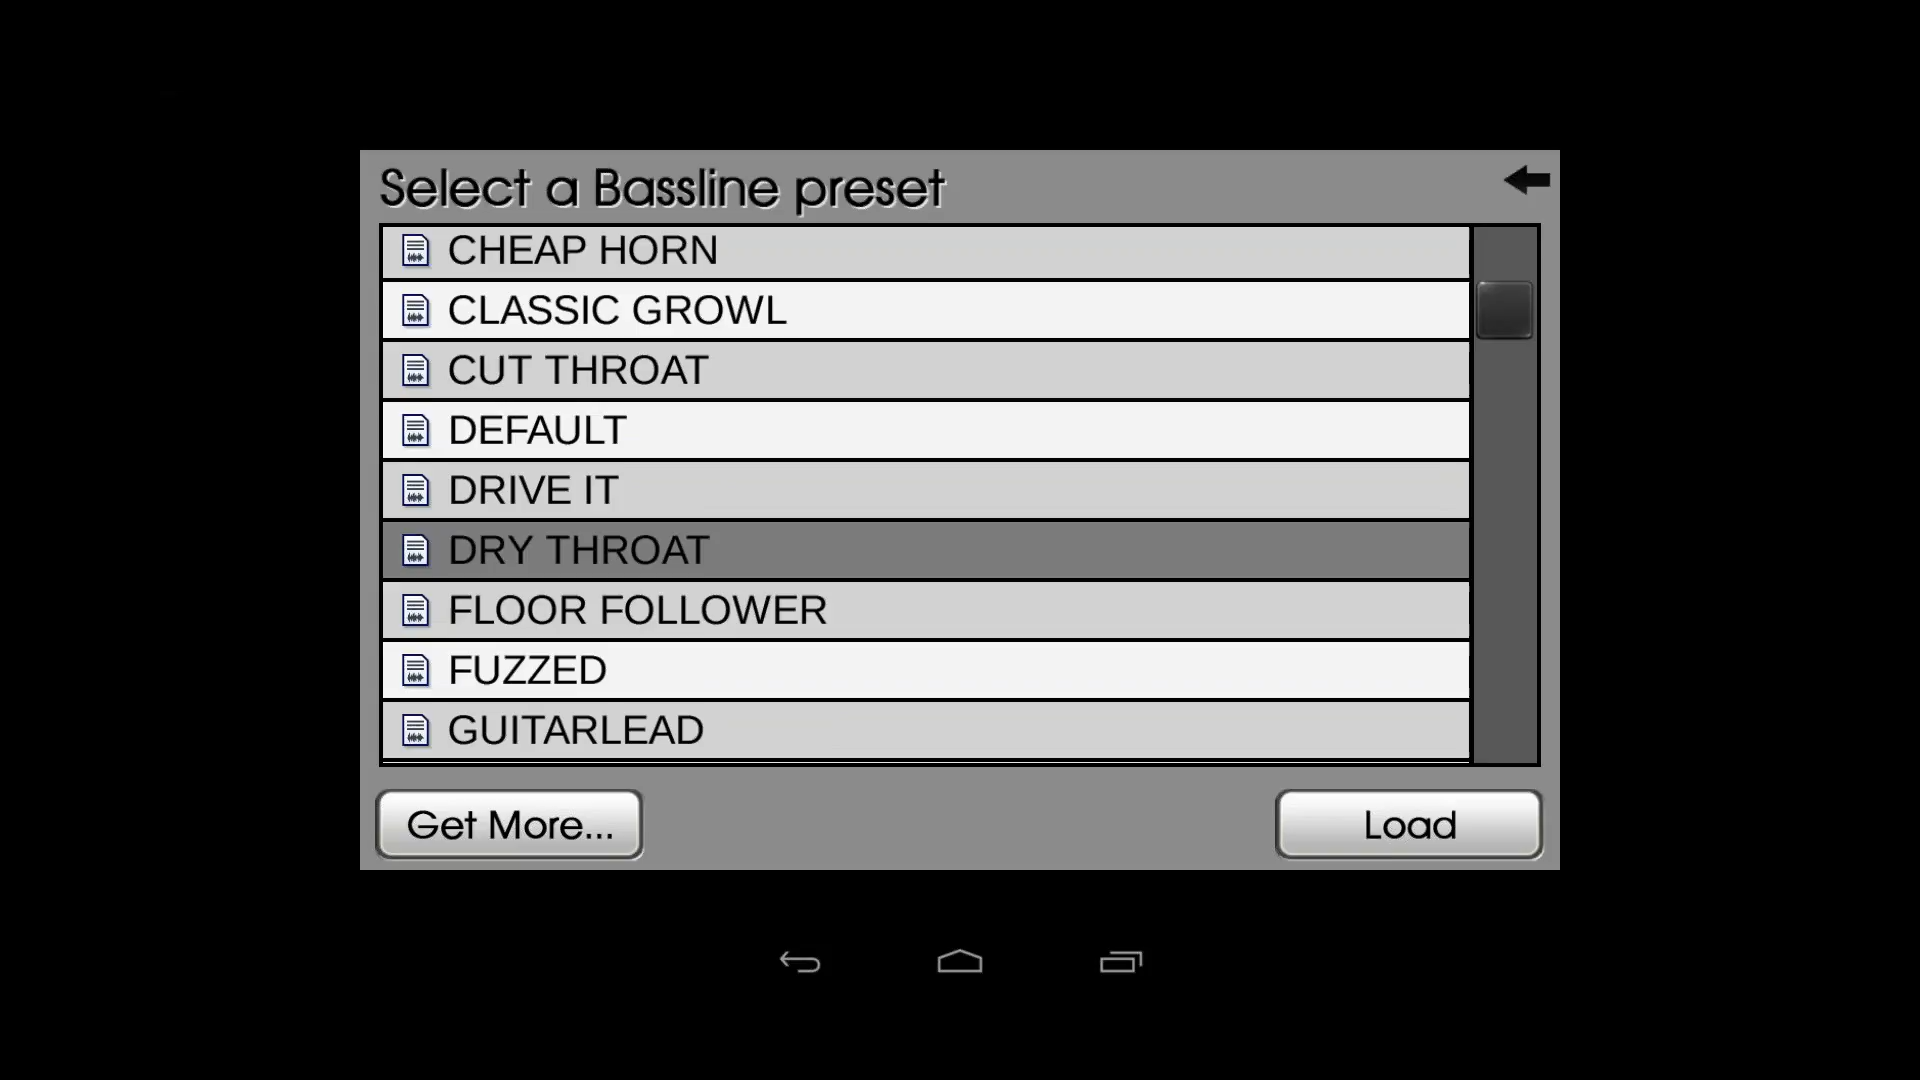 Select a Bassline preset
CHEAP HORN
CLASSIC GROWL
CUT THROAT
DEFAULT
DRIVE IT
DRY THROAT
FLOOR FOLLOWER
FUZZED
GUITARLEAD
Get More...
Load